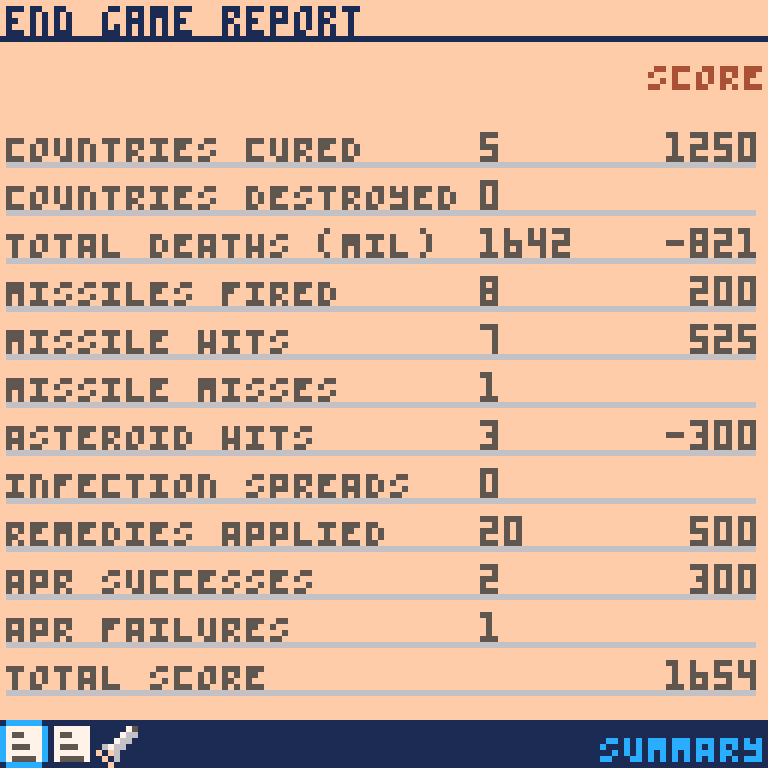 END GAME REPORT
SCORE
COUNTRIES CURED 5 1250
COUNTRIES DESTROYED 0
TOTAL DEATHS (MIL) 1642 -821
MISSILES FIRED 8 200
MISSILE HITS 7 525
MISSILE MISSES 1
ASTEROID HITS 3 -300
INFECTION SPREADS 0
REMEDIES APPLIED 20 500
APR SUCCESSES 2 300
APR FAILURES 1
TOTAL SCORE 1654
SUMMARY